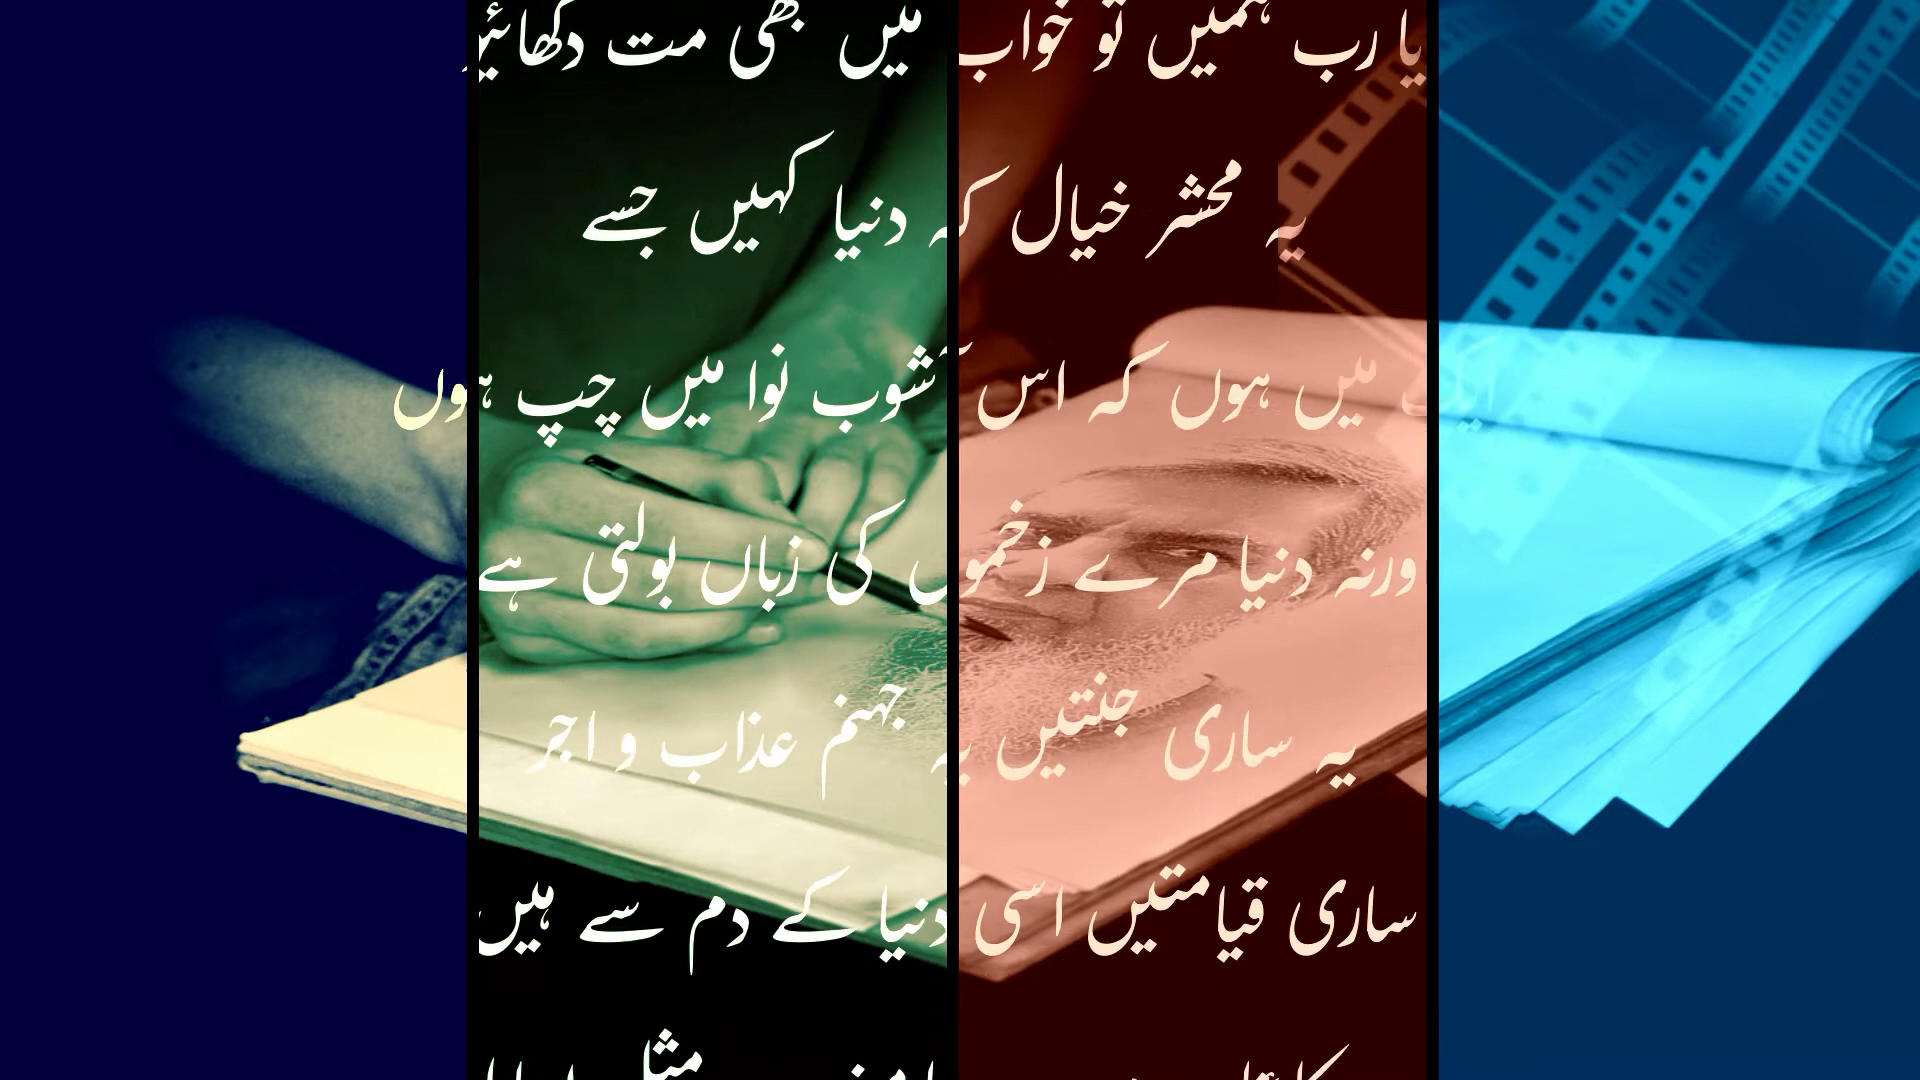 یا رب ہمیں تو خواب میں بھی مت دکھائیو
یہ محشر خیال کہ دنیا کہیں جسے
ایک میں ہوں کہ اس آشوب نوا میں چپ ہوں
ورنہ دنیا مرے زخموں کی زباں بولتی ہے
یہ ساری جنتیں یہ جہنم عذاب و اجر
ساری قیامتیں اسی دنیا کے دم سے ہیں